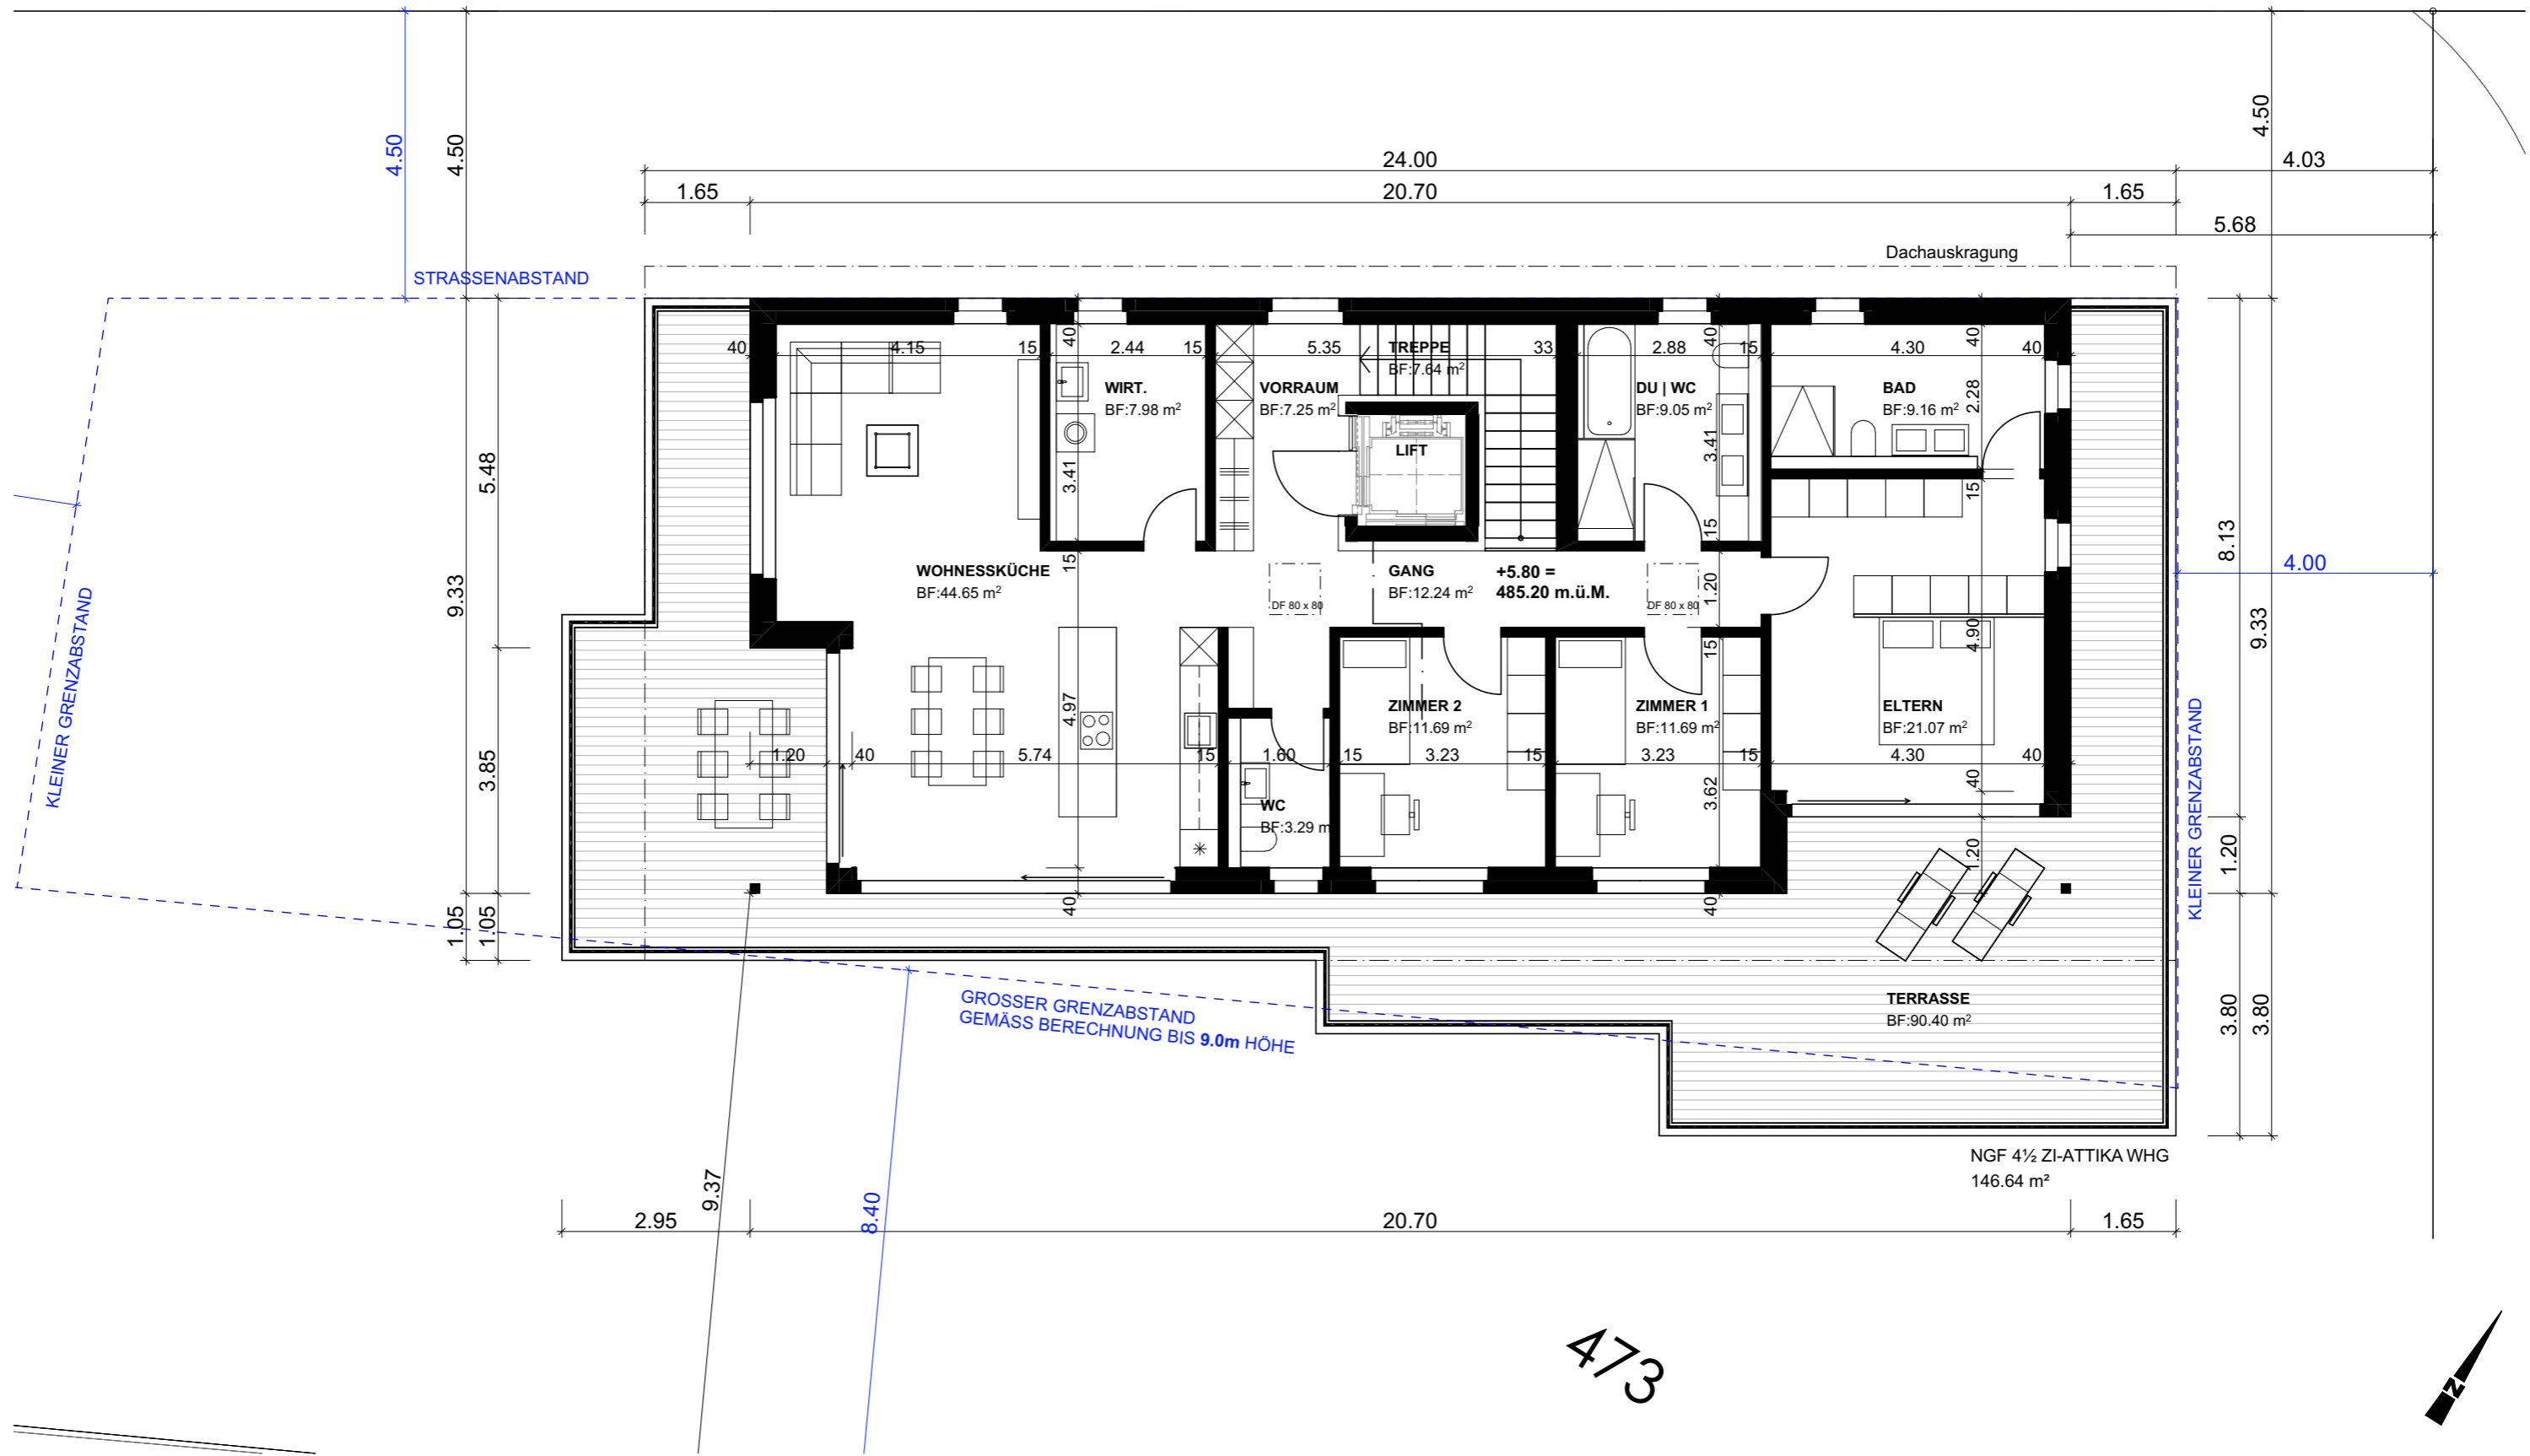 4.50
4.50
4.50
24.00
4.03
1.65
20.70
1.65
5.68
Dachauskragung
STRASSENABSTAND
40
4.15
15
40
2.44
15
5.35
TREPPE
BF:7.64 m²
33
2.88
40
15
4.30
40
40
WIRT.
BF:7.98 m²
VORRAUM
BF:7.25 m²
DU | WC
BF:9.05 m²
BAD
BF:9.16 m²
2.28
LIFT
3.41
3.41
5.48
15
15
8.13
WOHNESSKÜCHE
BF:44.65 m²
15
GANG
BF:12.24 m²
+5.80 =
485.20 m.ü.M.
DF 80 x 80
DF 80 x 80
1.20
4.00
9.33
9.33
KLEINER GRENZABSTAND
15
4.90
4.97
ZIMMER 2
BF:11.69 m²
ZIMMER 1
BF:11.69 m²
ELTERN
BF:21.07 m²
KLEINER GRENZABSTAND
3.85
1.20
40
5.74
15
1.60
15
3.23
15
3.23
15
4.30
40
40
3.62
WC
BF:3.29 m
1.20
1.20
40
40
1.05
1.05
GROSSER GRENZABSTAND
GEMÄSS BERECHNUNG BIS 9.0m HÖHE
TERRASSE
BF:90.40 m²
3.80
3.80
NGF 4½ ZI-ATTIKA WHG
146.64 m²
9.37
8.40
2.95
20.70
1.65
473
N